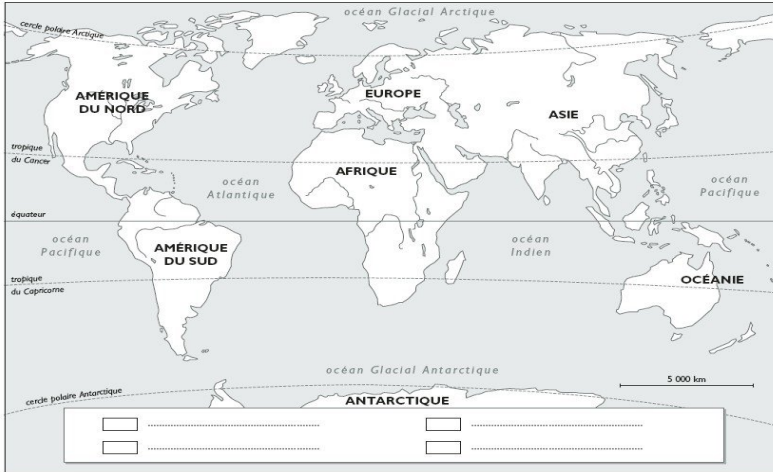 océan Glacial Arctique
cercle polaire Arctique
AMÉRIQUE
DU NORD
EUROPE
ASIE
tropique
du Cancer
AFRIQUE
océan
Atlantique
océan
Pacifique
équateur
océan
Pacifique
AMÉRIQUE
DU SUD
océan
Indien
tropique
du Capricorne
OCÉANIE
océan Glacial Antarctique
5 000 km
cercle polaire Antarctique
ANTARCTIQUE